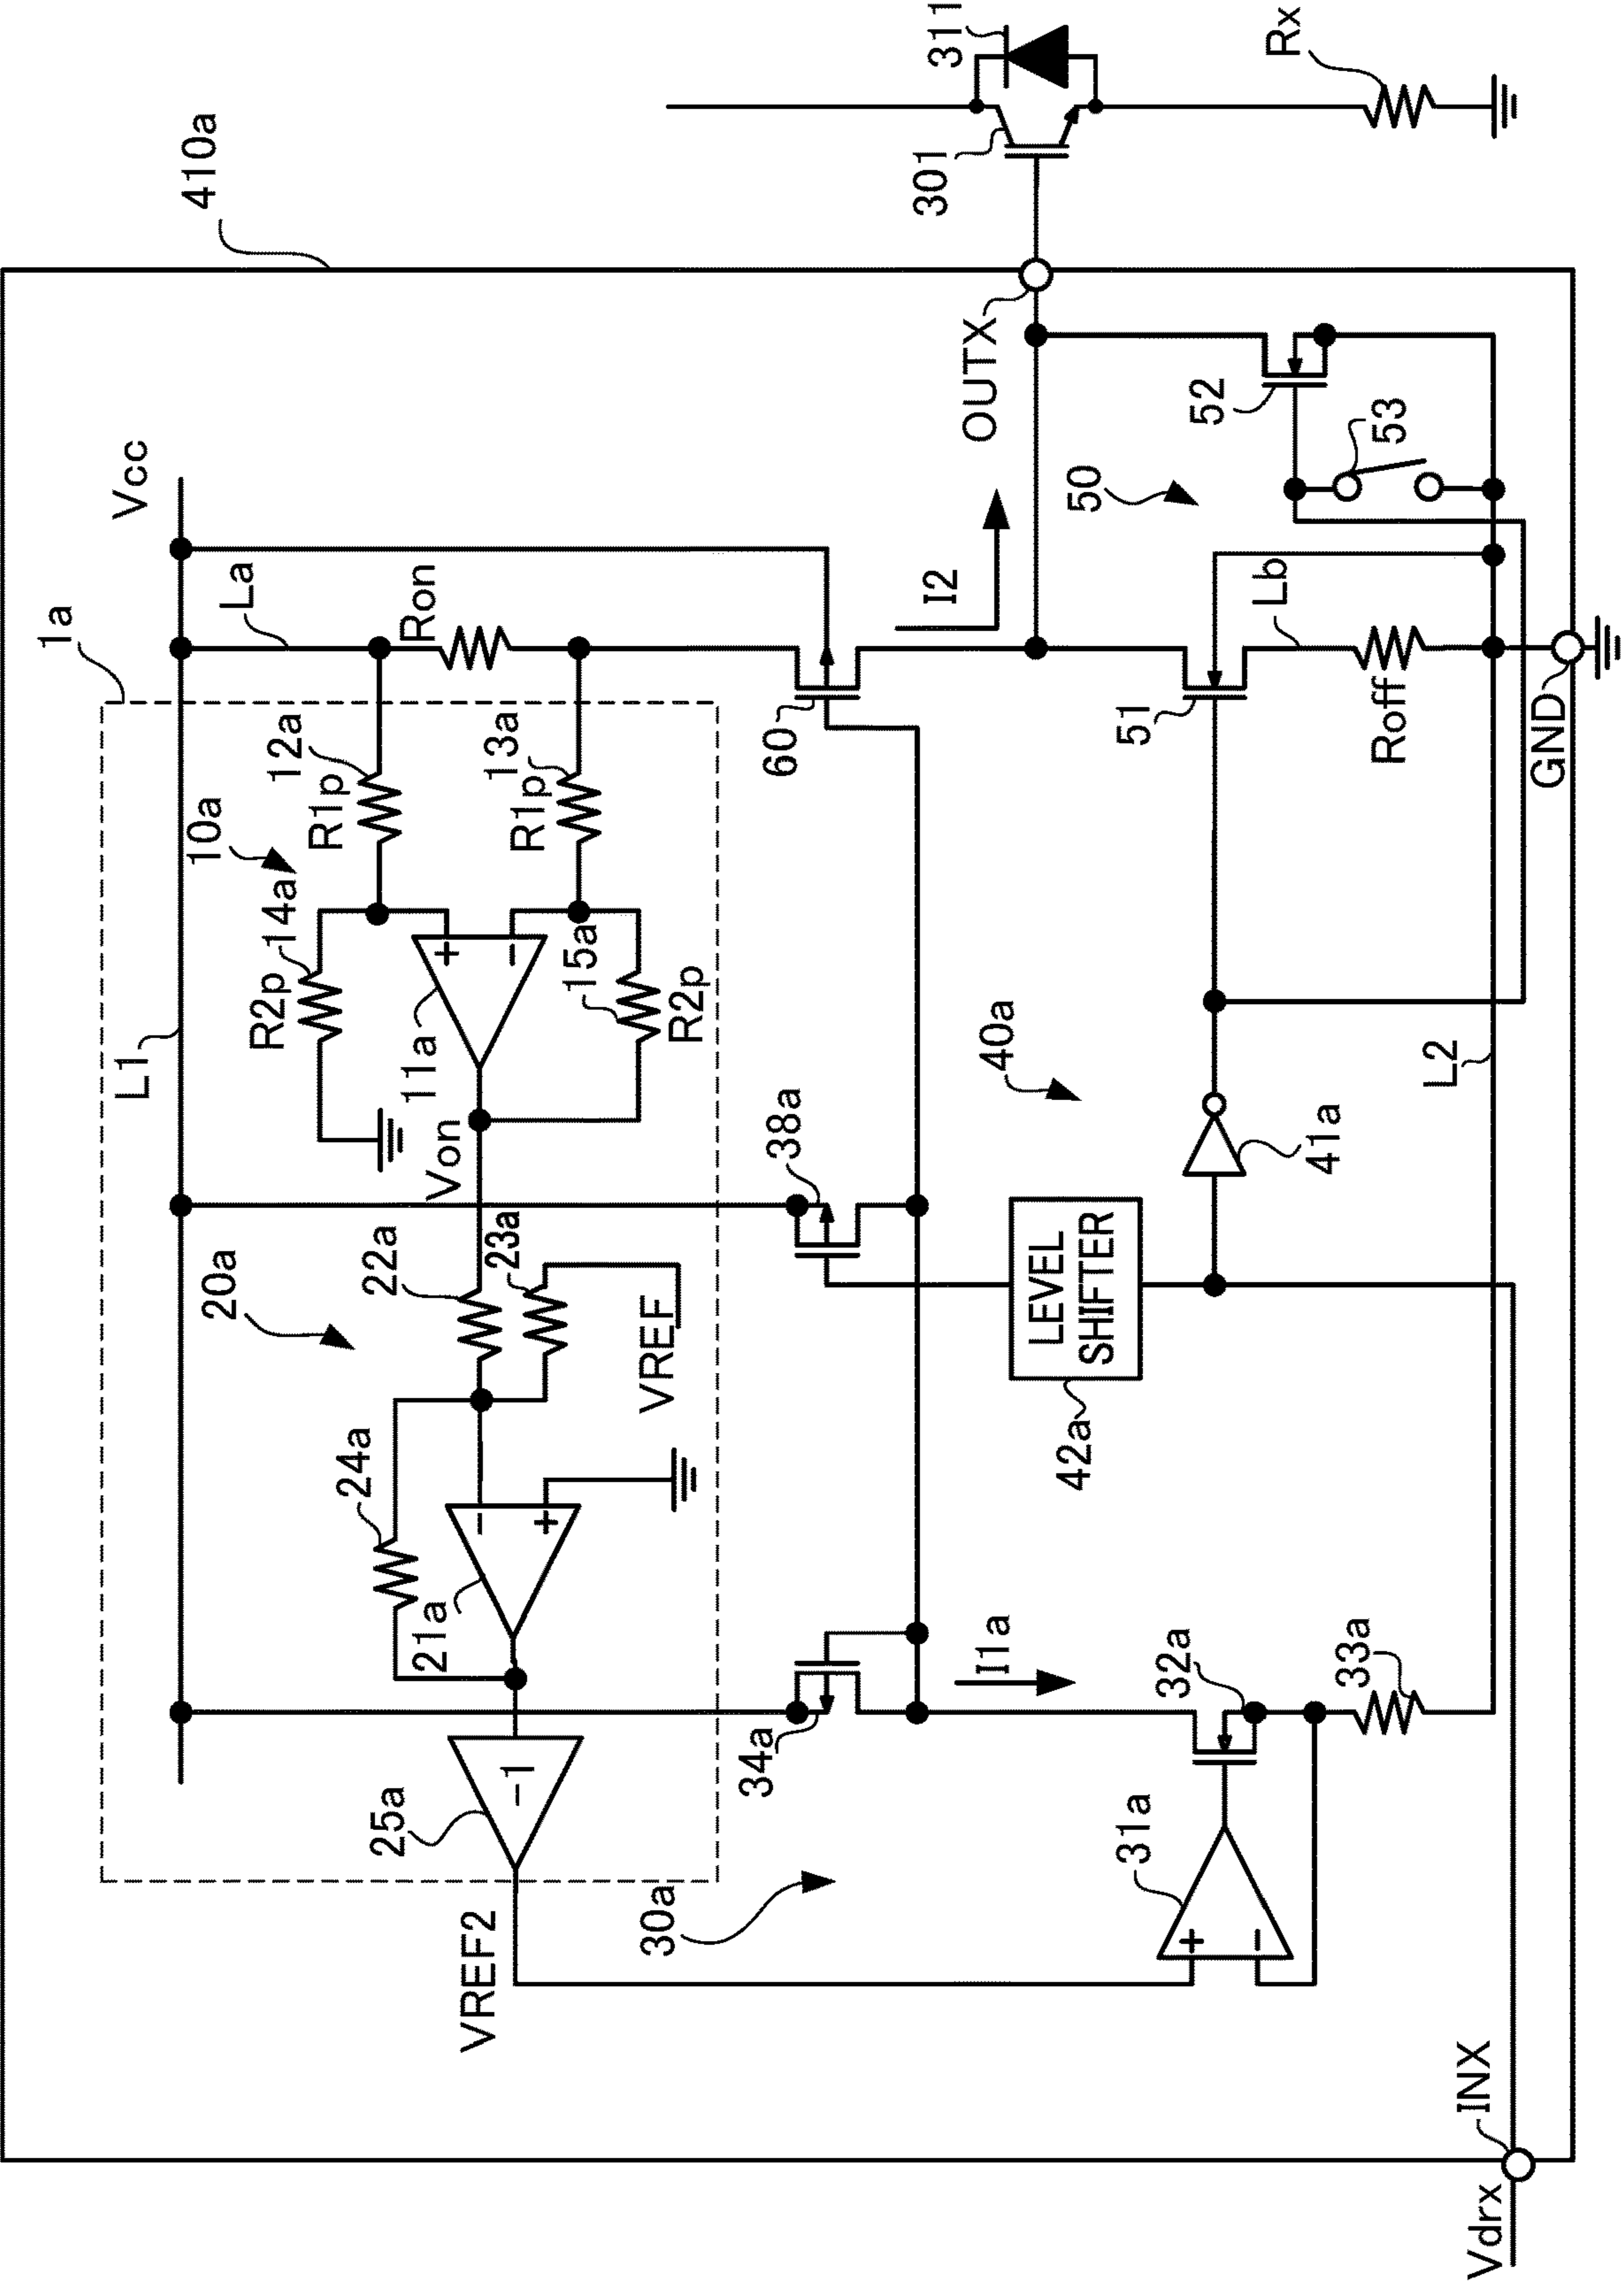 410a
Vcc
1a
La
Ron
12a
R1p
13a
R1p
10a
14a
R2p
11a
15a
R2p
+
−
L1
Von
20a
22a
23a
VREF
24a
21a
−
+
25a
−1
VREF2
30a
34a
38a
I1a
32a
33a
31a
+
−
LEVEL
SHIFTER
42a
40a
41a
L2
60
I2
51
Lb
Roff
50
52
53
OUTX
GND
301
311
Rx
INX
Vdrx